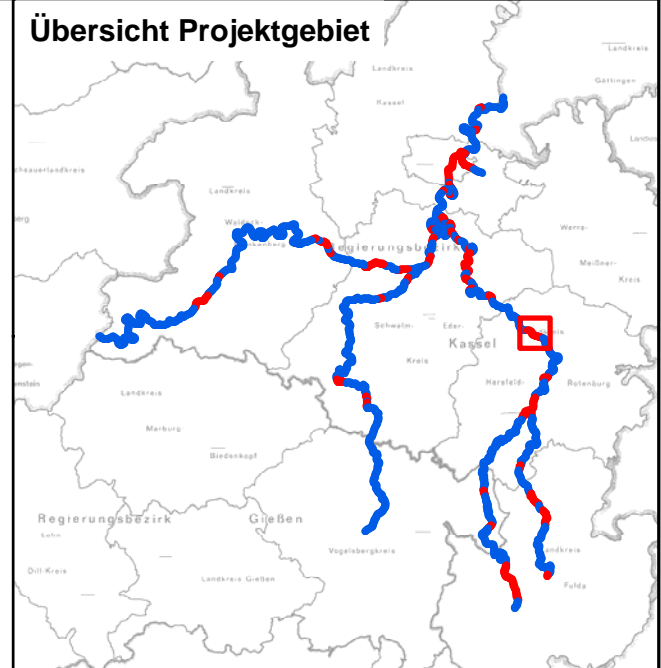 Übersicht Projektgebiet
Landkreis
Landkreis
Göttingen
Kassel
Landkreis
Waldeck-
Werra-
Regierungsbezirk
Meißner-
Kreis
Schwalm-
Eder-
Kassel
Kreis
Hersfeld-
Rotenburg
Landkreis
Marburg-
Biedenkopf
Regierungsbezirk
Gießen
Lahn
Vogelsbergkreis
Landkreis
Dill-Kreis
Landkreis Gießen
Fulda